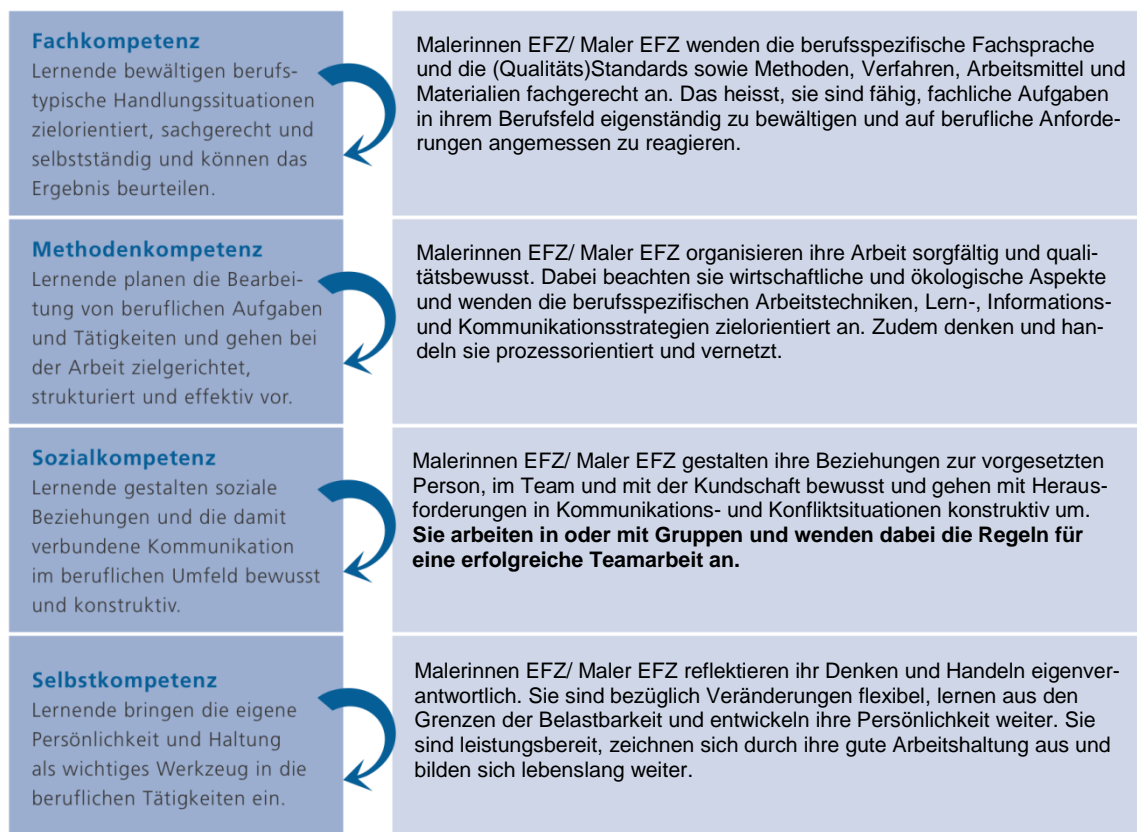 Fachkompetenz
Lernende bewältigen berufs-
typische Handlungssituationen
zielorientiert, sachgerecht und
selbstständig und können das
Ergebnis beurteilen.
Malerinnen EFZ/ Maler EFZ wenden die berufsspezifische Fachsprache
und die (Qualitäts)Standards sowie Methoden, Verfahren, Arbeitsmittel und
Materialien fachgerecht an. Das heisst, sie sind fähig, fachliche Aufgaben
in ihrem Berufsfeld eigenständig zu bewältigen und auf berufliche Anforde-
rungen angemessen zu reagieren.
Methodenkompetenz
Lernende planen die Bearbei-
tung von beruflichen Aufgaben
und Tätigkeiten und gehen bei
der Arbeit zielgerichtet,
strukturiert und effektiv vor.
Malerinnen EFZ/ Maler EFZ organisieren ihre Arbeit sorgfältig und quali-
tätsbewusst. Dabei beachten sie wirtschaftliche und ökologische Aspekte
und wenden die berufsspezifischen Arbeitstechniken, Lern-, Informations-
und Kommunikationsstrategien zielorientiert an. Zudem denken und han-
deln sie prozessorientiert und vernetzt.
Sozialkompetenz
Lernende gestalten soziale
Beziehungen und die damit
verbundene Kommunikation
im beruflichen Umfeld bewusst
und konstruktiv.
Malerinnen EFZ/ Maler EFZ gestalten ihre Beziehungen zur vorgesetzten
Person, im Team und mit der Kundschaft bewusst und gehen mit Heraus-
forderungen in Kommunikations- und Konfliktsituationen konstruktiv um.
Sie arbeiten in oder mit Gruppen und wenden dabei die Regeln für
eine erfolgreiche Teamarbeit an.
Selbstkompetenz
Lernende bringen die eigene
Persönlichkeit und Haltung
als wichtiges Werkzeug in die
beruflichen Tätigkeiten ein.
Malerinnen EFZ/ Maler EFZ reflektieren ihr Denken und Handeln eigenver-
antwortlich. Sie sind bezüglich Veränderungen flexibel, lernen aus den
Grenzen der Belastbarkeit und entwickeln ihre Persönlichkeit weiter. Sie
sind leistungsbereit, zeichnen sich durch ihre gute Arbeitshaltung aus und
bilden sich lebenslang weiter.